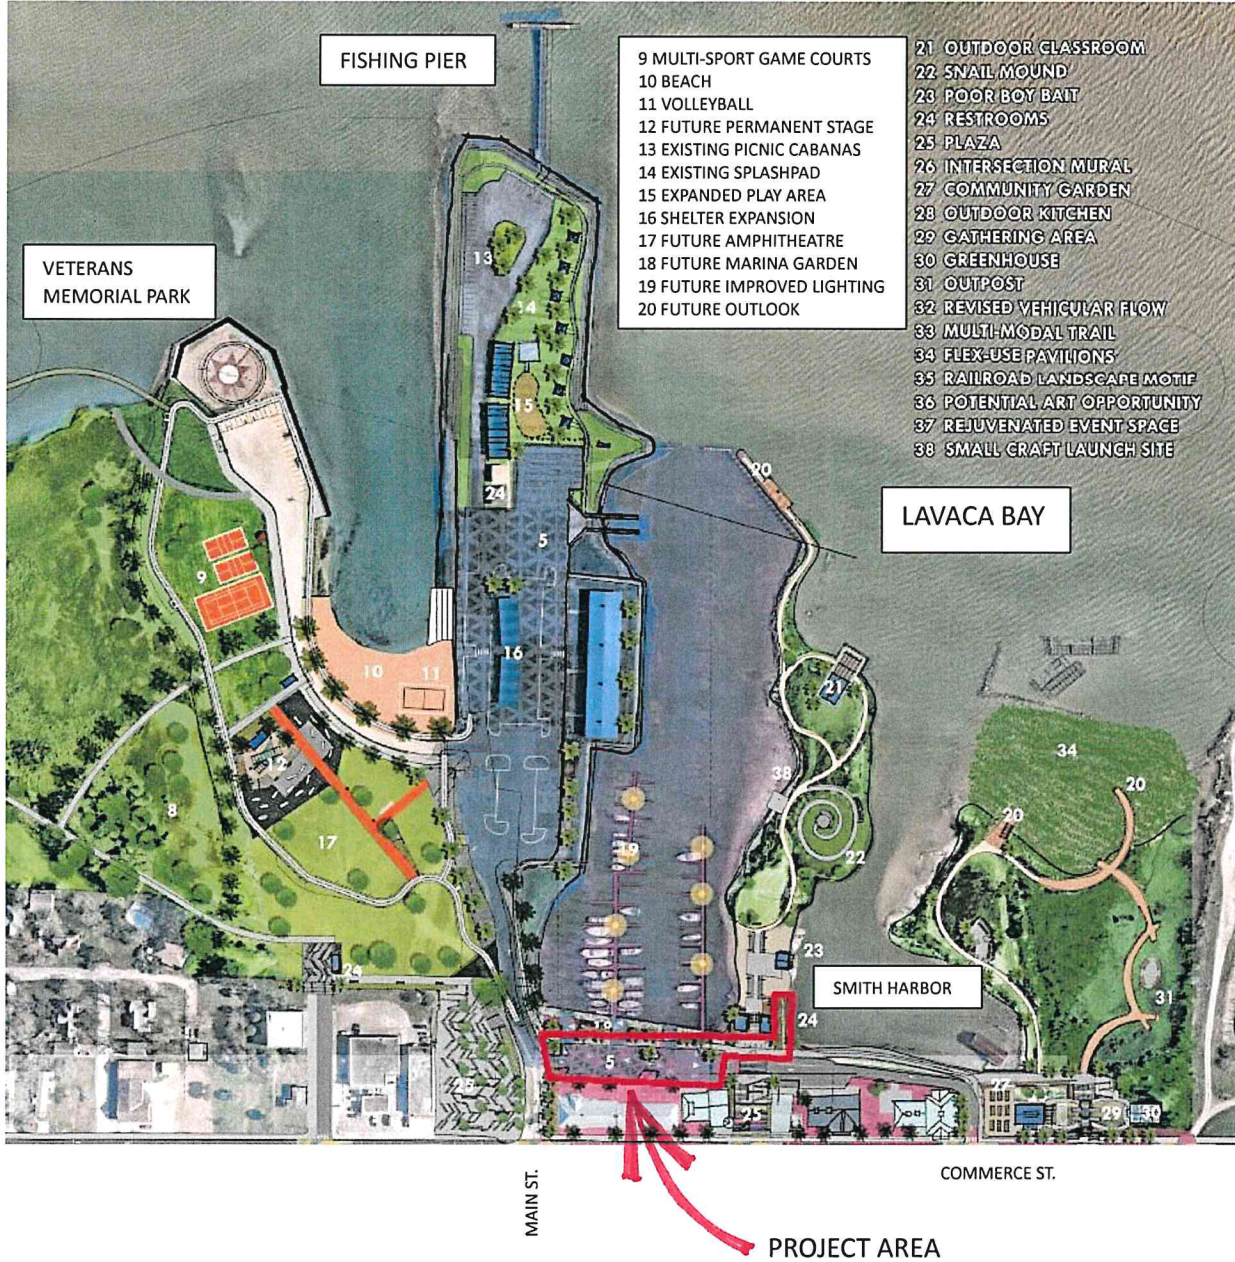 FISHING PIER
9 MULTI-SPORT GAME COURTS
10 BEACH
11 VOLLEYBALL
12 FUTURE PERMANENT STAGE
13 EXISTING PICNIC CABANAS
14 EXISTING SPLASHPAD
15 EXPANDED PLAY AREA
16 SHELTER EXPANSION
17 FUTURE AMPHITHEATRE
18 FUTURE MARINA GARDEN
19 FUTURE IMPROVED LIGHTING
20 FUTURE OUTLOOK
21 OUTDOOR CLASSROOM
22 SNAIL MOUND
23 POOR BOY BAIT
24 RESTROOMS
25 PLAZA
26 INTERSECTION MURAL
27 COMMUNITY GARDEN
28 OUTDOOR KITCHEN
29 GATHERING AREA
30 GREENHOUSE
31 OUTPOST
32 REVISED VEHICULAR FLOW
33 MULTI-MODAL TRAIL
34 FLEX-USE PAVILIONS
35 RAILROAD LANDSCAPE MOTIF
36 POTENTIAL ART OPPORTUNITY
37 REJUVENATED EVENT SPACE
38 SMALL CRAFT LAUNCH SITE
VETERANS
MEMORIAL PARK
13
14
15
20
24
LAVACA BAY
5
9
10
11
16
21
12
38
34
20
20
8
17
19
22
23
24
SMITH HARBOR
31
24
5
25
25
27
29
30
MAIN ST.
COMMERCE ST.
PROJECT AREA